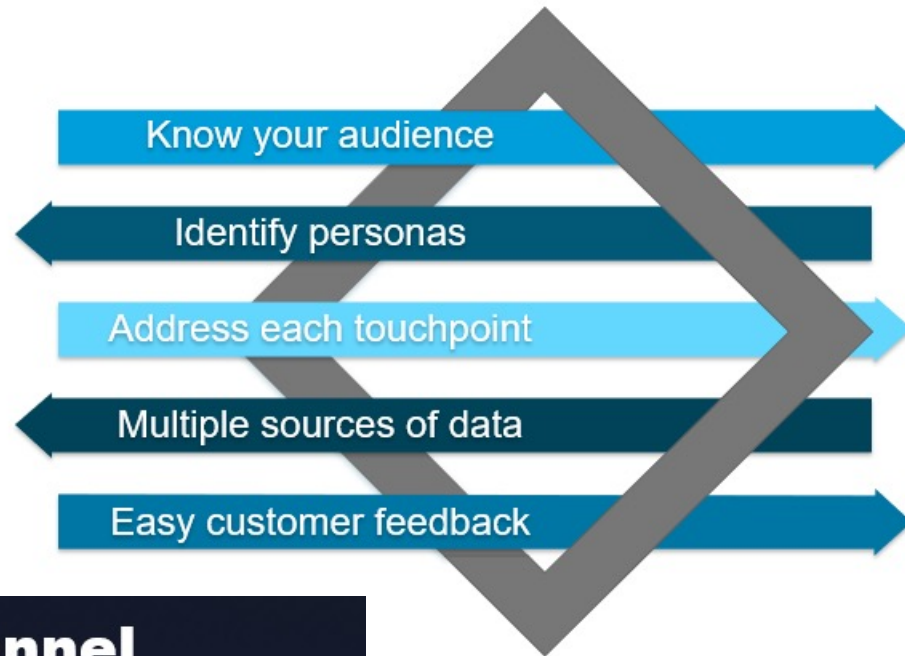 Know your audience
Identify personas
Address each touchpoint
Multiple sources of data
Easy customer feedback